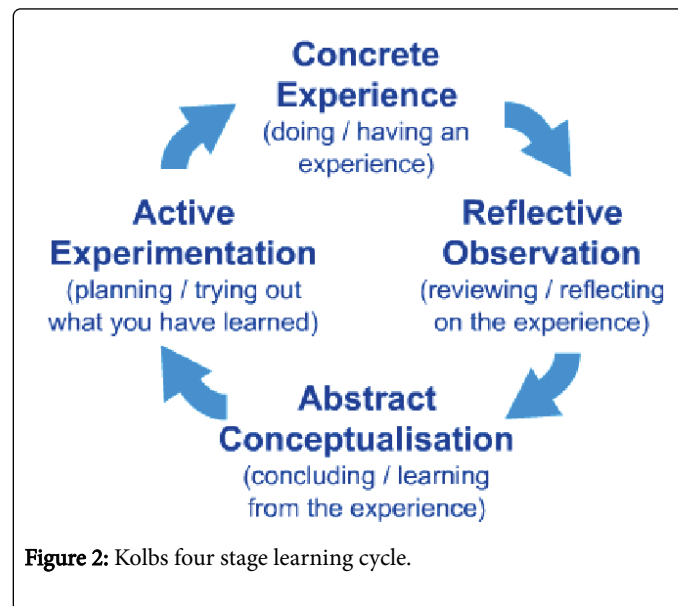 Concrete
Experience
(doing / having an
experience)
Active
Experimentation
(planning / trying out
what you have learned)
Reflective
Observation
(reviewing / reflecting
on the experience)
Abstract
Conceptualisation
(concluding / learning
from the experience)
Figure 2: Kolbs four stage learning cycle.